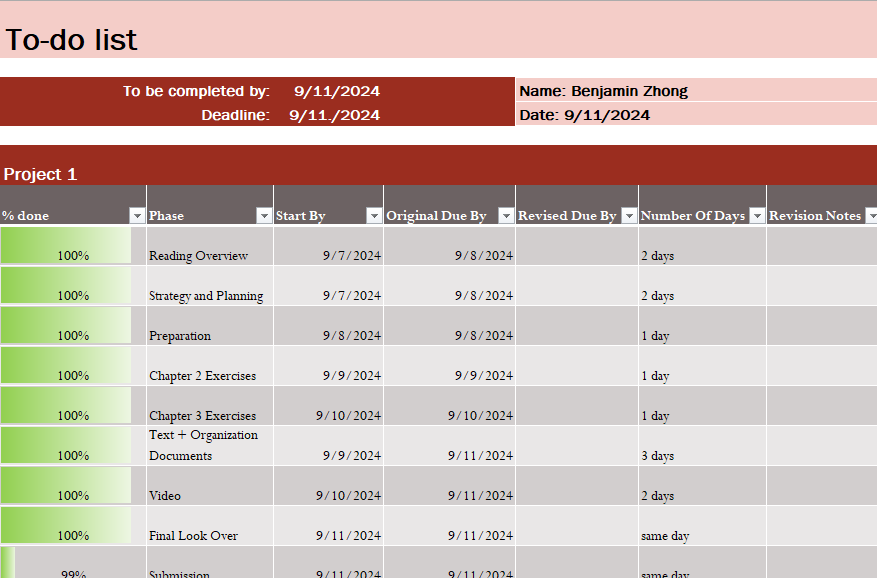 To-do list
To be completed by: 9/11/2024 Name: Benjamin Zhong
Deadline: 9/11./2024 Date: 9/11/2024
Project 1
% done Phase Start By Original Due By Revised Due By Number Of Days Revision Notes
100% Reading Overview 9/7/2024 9/8/2024 2 days
100% Strategy and Planning 9/7/2024 9/8/2024 2 days
100% Preparation 9/8/2024 9/8/2024 1 day
100% Chapter 2 Exercises 9/9/2024 9/9/2024 1 day
100% Chapter 3 Exercises 9/10/2024 9/10/2024 1 day
Text + Organization
100% Documents 9/9/2024 9/11/2024 3 days
100% Video 9/10/2024 9/11/2024 2 days
100% Final Look Over 9/11/2024 9/11/2024 same day
99% Submission 9/11/2024 9/11/2024 same day